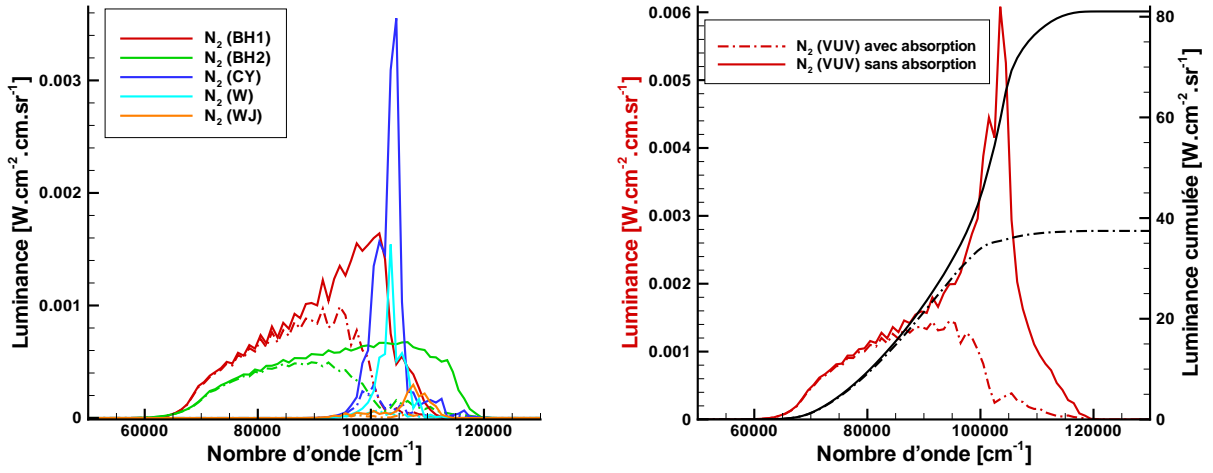 N₂ (BH1)
N₂ (BH2)
N₂ (CY)
N₂ (W)
N₂ (WJ)
Luminance [W.cm⁻².cm.sr⁻¹]
0.003
0.002
0.001
0
60000 80000 100000 120000
Nombre d'onde [cm⁻¹]
N₂ (VUV) avec absorption
N₂ (VUV) sans absorption
Luminance [W.cm⁻².cm.sr⁻¹]
0.006
0.005
0.004
0.003
0.002
0.001
0
60000 80000 100000 120000
Nombre d'onde [cm⁻¹]
80
60
40
20
0
Luminance cumulée [W.cm⁻².sr⁻¹]